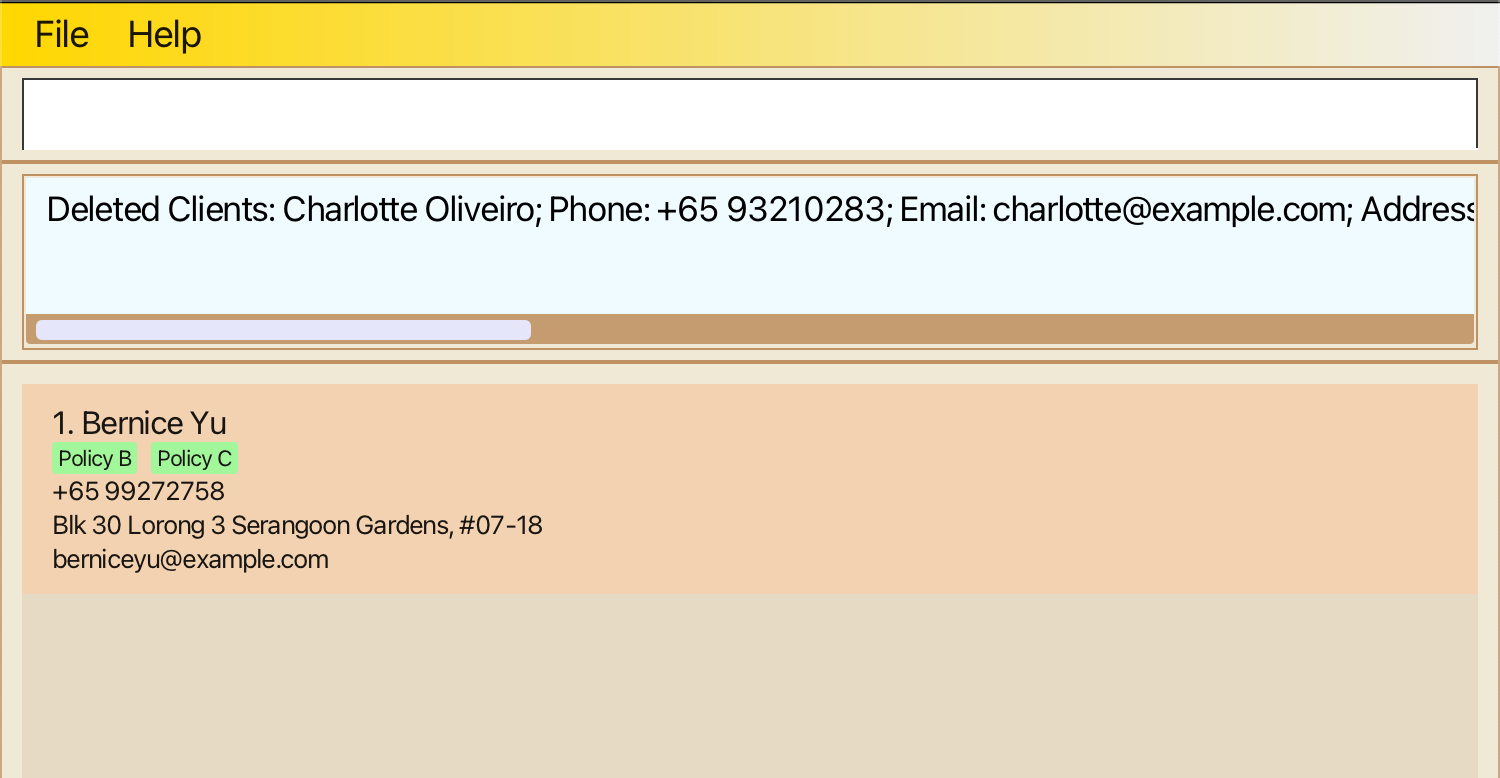 File Help
Deleted Clients: Charlotte Oliveiro; Phone: +65 93210283; Email: charlotte@example.com; Address
1. Bernice Yu
Policy B Policy C
+65 99272758
Blk 30 Lorong 3 Serangoon Gardens, #07-18
berniceyu@example.com